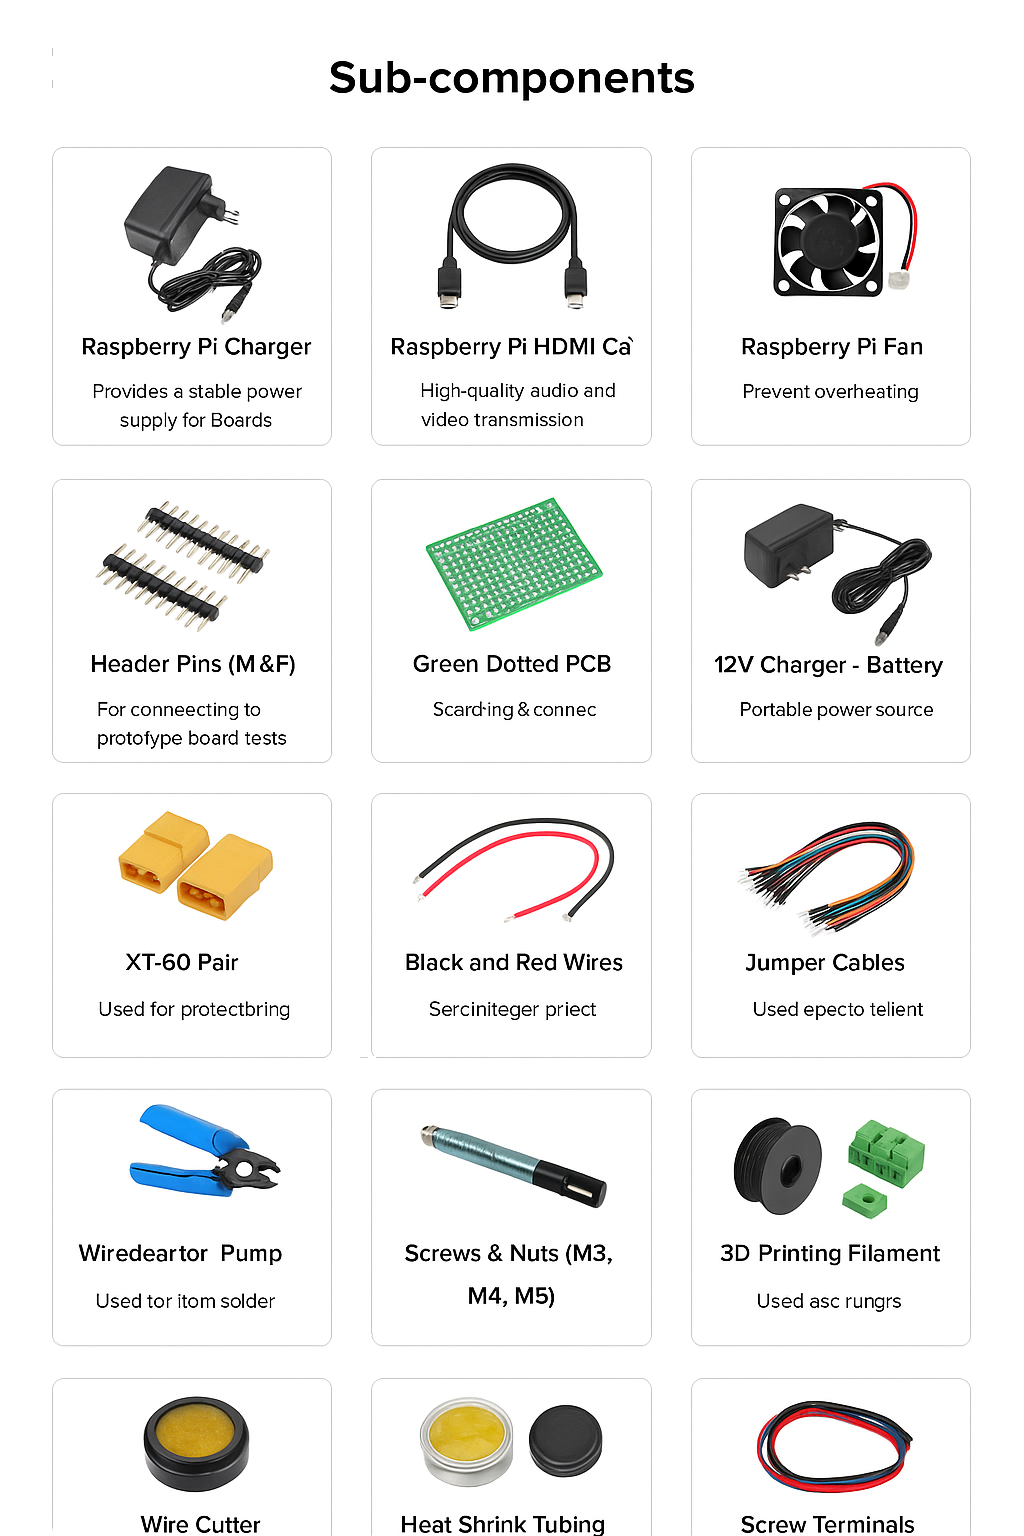 Sub-components
Raspberry Pi Charger
Provides a stable power
supply for Boards
Raspberry Pi HDMI Ca
High-quality audio and
video transmission
Raspberry Pi Fan
Prevent overheating
Header Pins (M &F)
For conneecting to
protofype board tests
Green Dotted PCB
& connec
12V Charger - Battery
Portable power source
XT-60 Pair
Used for protectbring
Black and Red Wires
Serciniteger priect
Jumper Cables
Used epecto telient
Wiredeartor Pump
Used tor itom solder
Screws & Nuts (M3,
M4, M5)
3D Printing Filament
Used asc rungrs
Wire Cutter
Heat Shrink Tubing
Screw Terminals